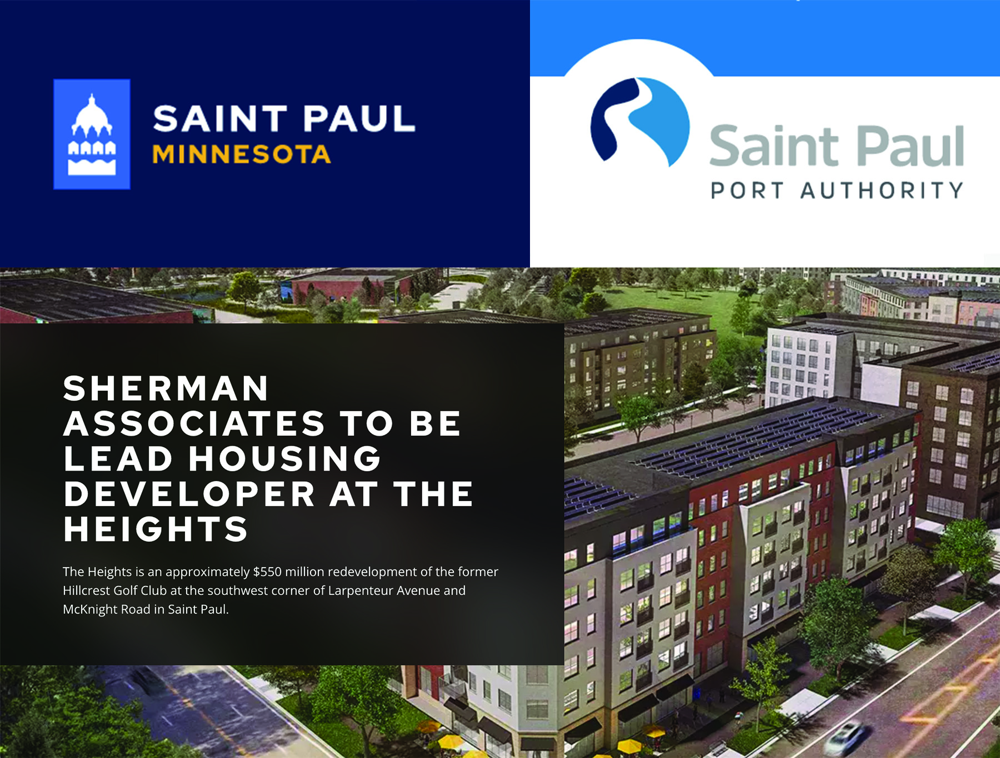 SAINT PAUL
MINNESOTA
Saint Paul
PORT AUTHORITY
SHERMAN
ASSOCIATES TO BE
LEAD HOUSING
DEVELOPER AT THE
HEIGHTS
The Heights is an approximately $550 million redevelopment of the former
Hillcrest Golf Club at the southwest corner of Larpenteur Avenue and
McKnight Road in Saint Paul.